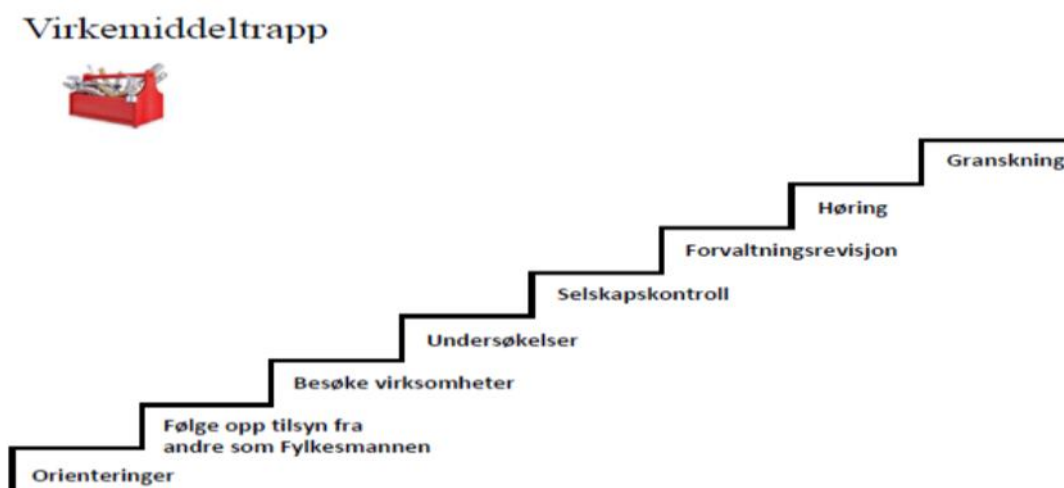 Virkemiddeltrapp
Granskning
Høring
Forvaltningsrevisjon
Selskapskontroll
Undersøkelser
Besøke virksomheter
Følge opp tilsyn fra
andre som Fylkesmannen
Orienteringer